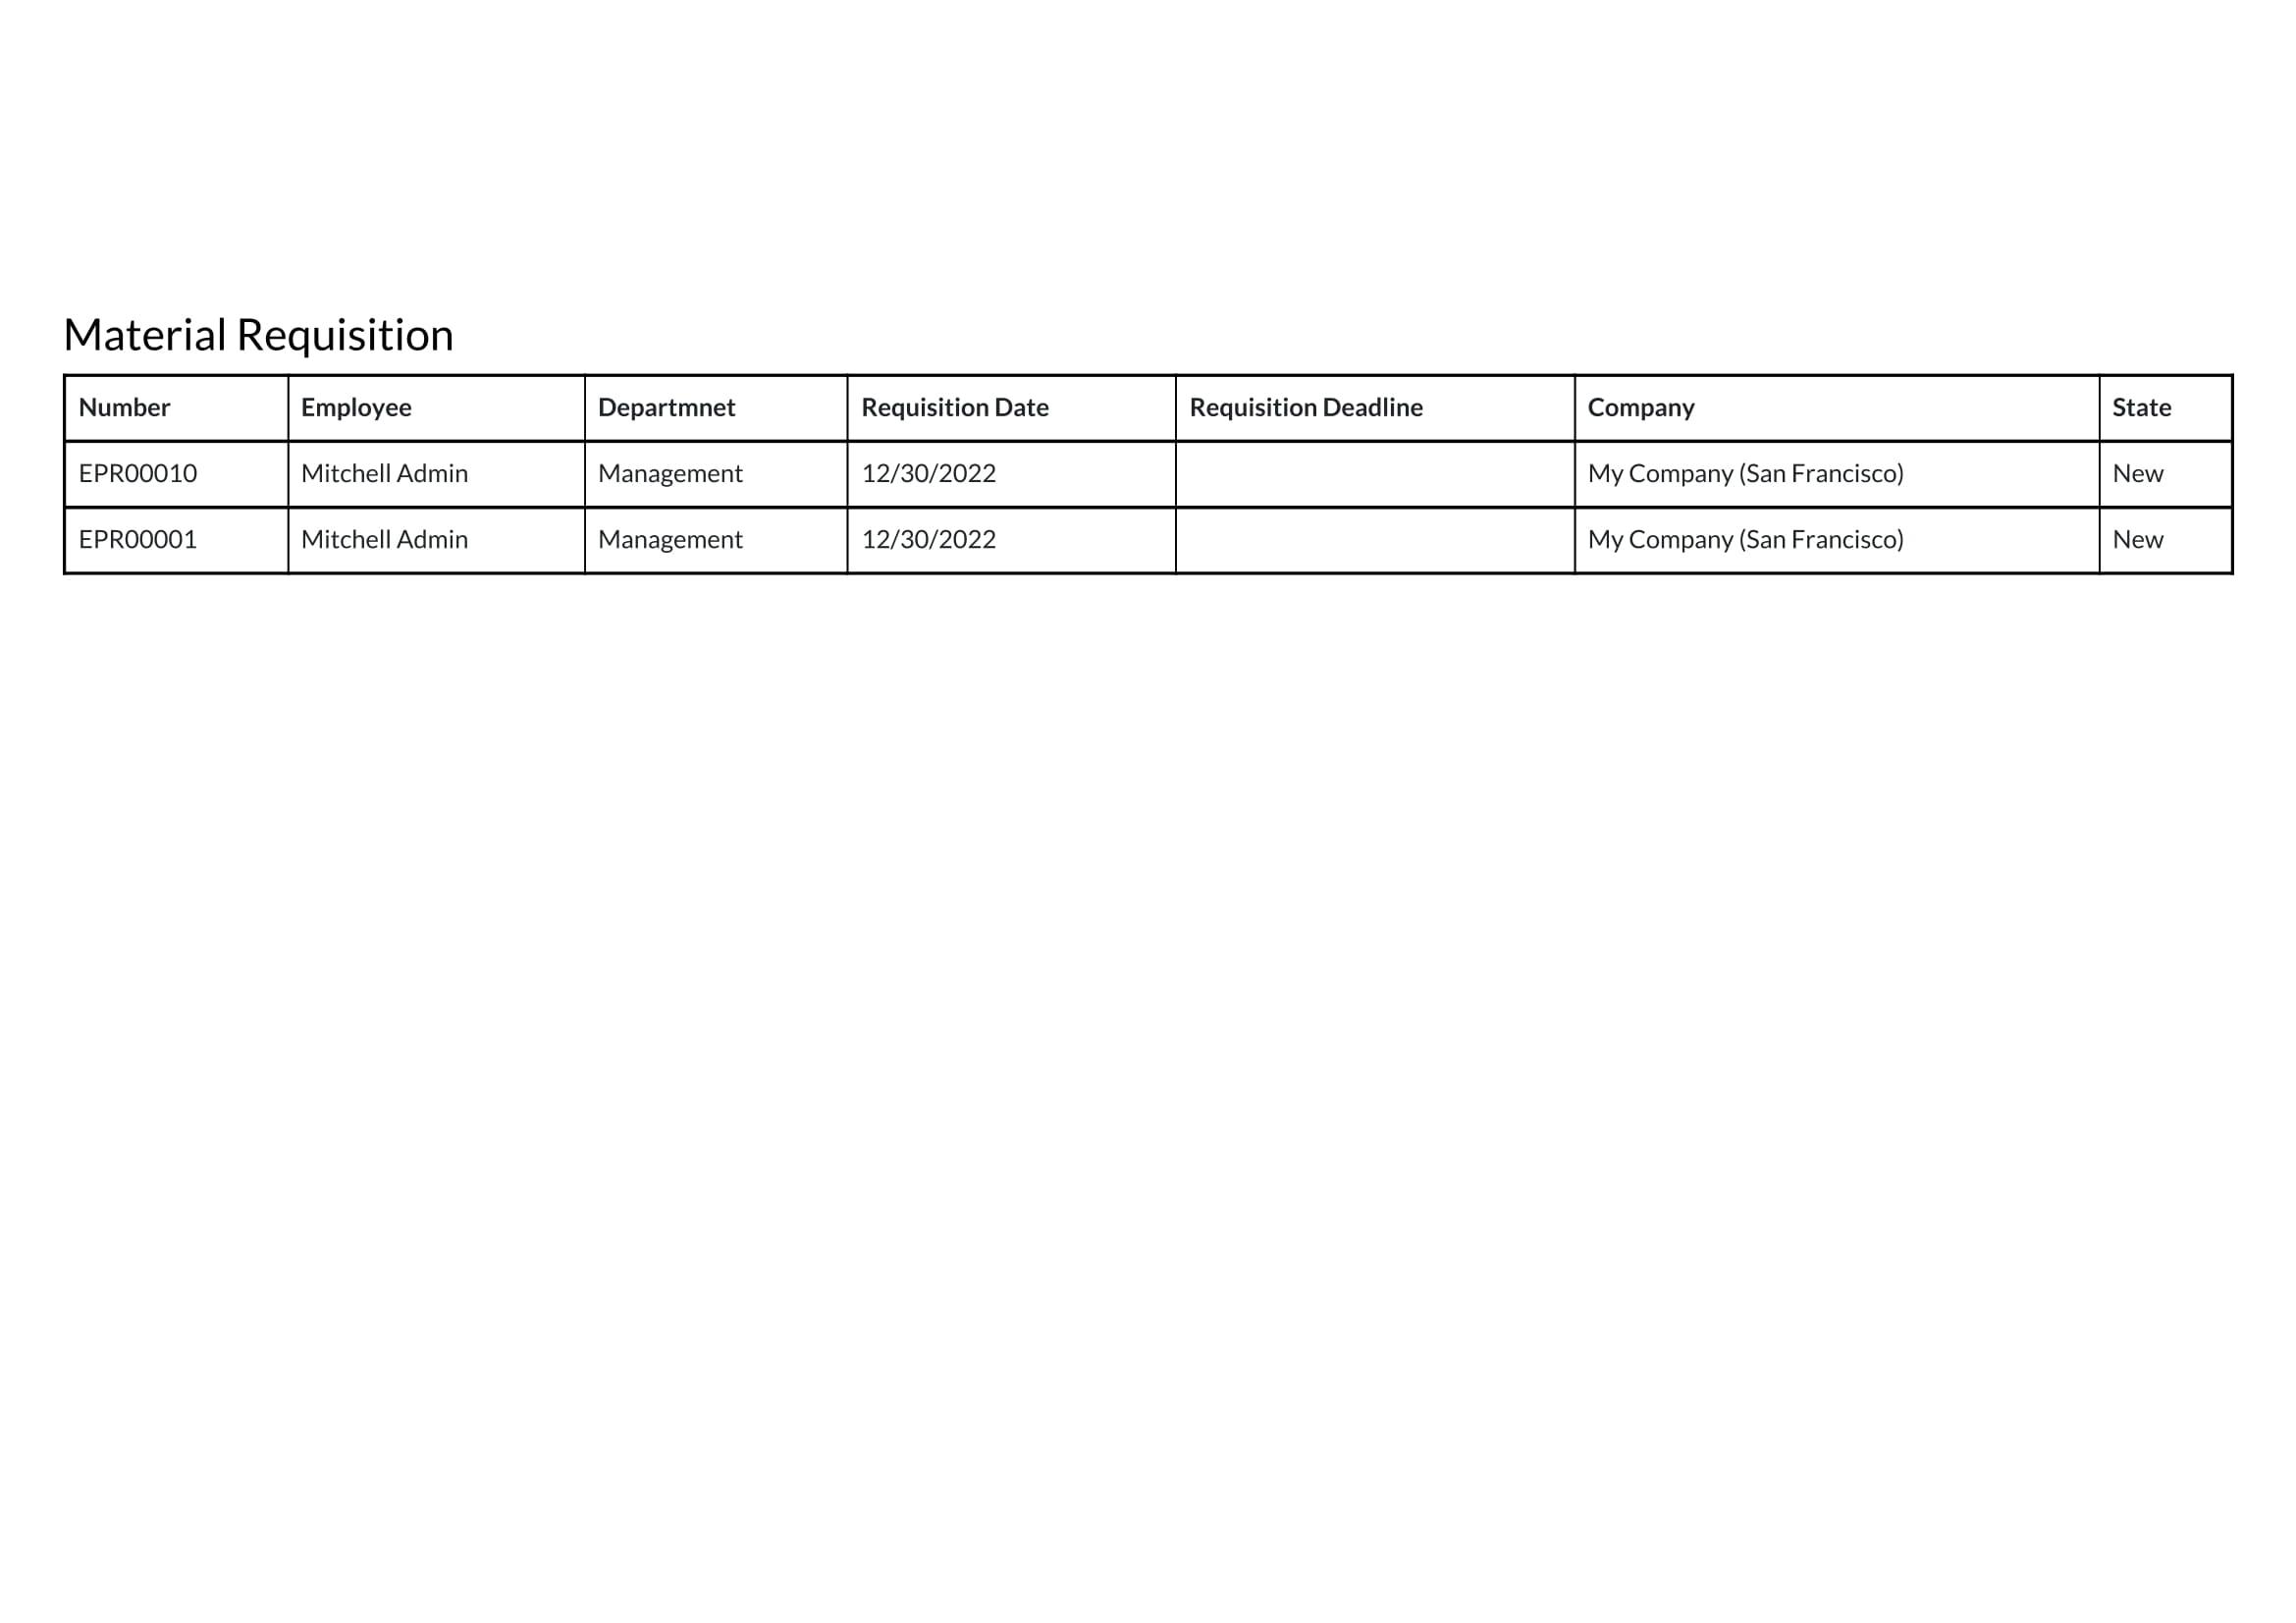 Material Requisition
Number Employee Departmnet Requisition Date Requisition Deadline Company State
EPR00010 Mitchell Admin Management 12/30/2022 My Company (San Francisco) New
EPR00001 Mitchell Admin Management 12/30/2022 My Company (San Francisco) New